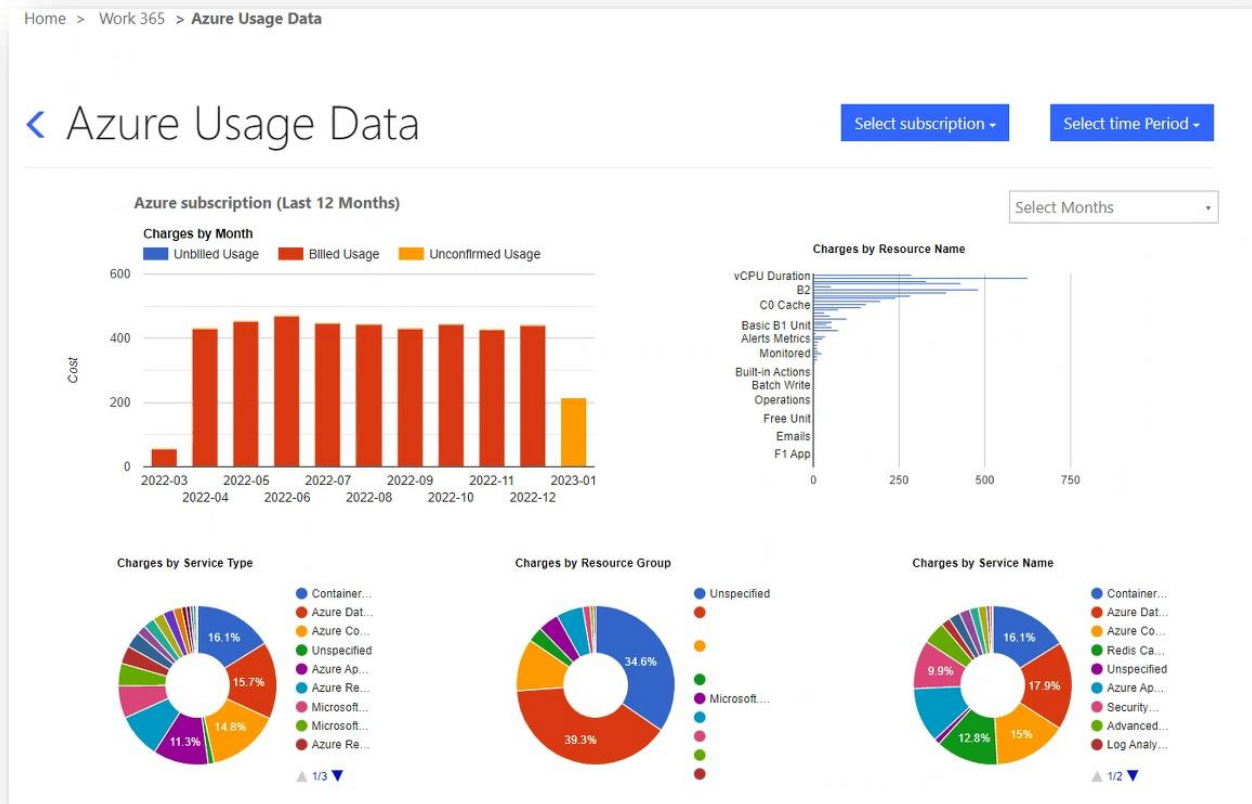 Home > Work 365 > Azure Usage Data
Azure Usage Data
Select subscription
Select time Period
Azure subscription (Last 12 Months)
Select Months
Charges by Month
Unbilled Usage Billed Usage Unconfirmed Usage
600
400
200
0
Cost
2022-03 2022-05 2022-07 2022-09 2022-11 2023-01
2022-04 2022-06 2022-08 2022-10 2022-12
Charges by Resource Name
vCPU Duration
B2
C0 Cache
Basic B1 Unit
Alerts Metrics
Monitored
Built-in Actions
Batch Write
Operations
Free Unit
Emails
F1 App
0 250 500 750
Charges by Service Type
16.1%
15.7%
14.8%
11.3%
Container...
Azure Dat...
Azure Co...
Unspecified
Azure Ap...
Azure Re...
Microsoft...
Microsoft...
Azure Re...
1/3
Charges by Resource Group
34.6%
39.3%
Unspecified
Microsoft....
Charges by Service Name
16.1%
17.9%
15%
12.8%
9.9%
Container...
Azure Dat...
Azure Co...
Redis Ca...
Unspecified
Azure Ap...
Security...
Advanced...
Log Analy...
1/2